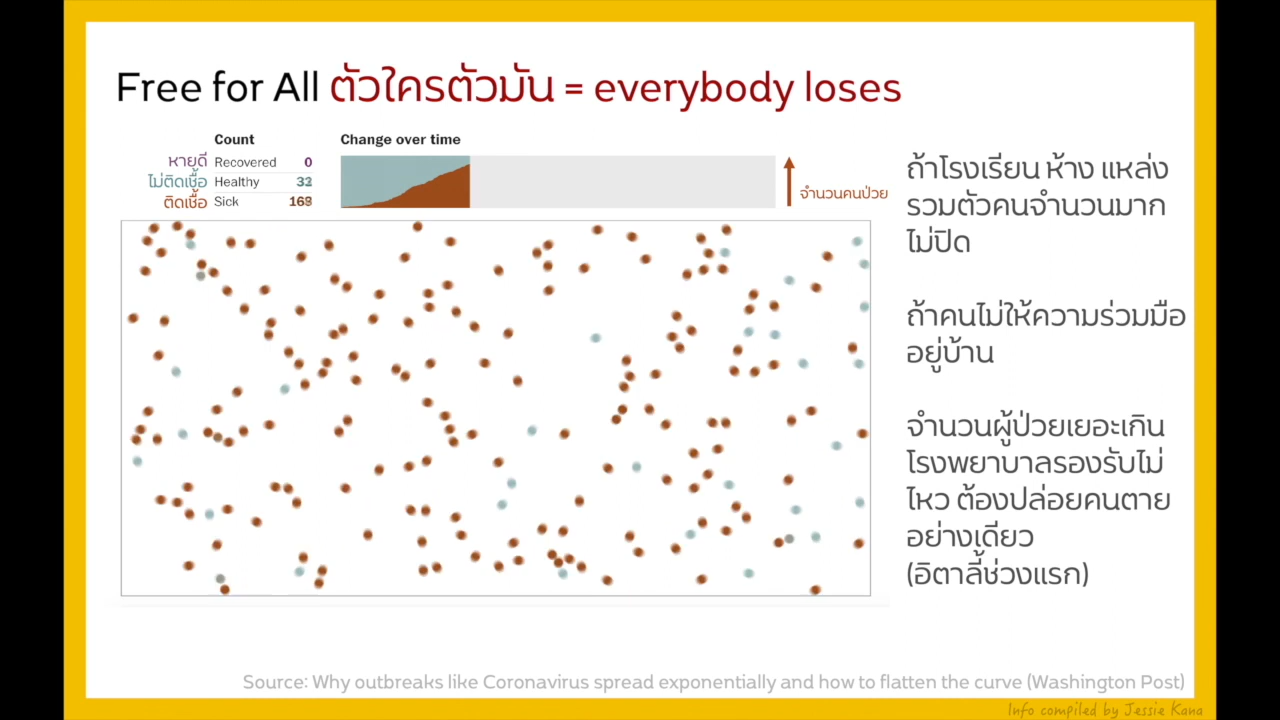 Free for All ตัวใครตัวมัน = everybody loses
Count
Change over time
หายดี Recovered 0
ไม่ติดเชื้อ Healthy
ติดเชื้อ Sick
จำนวนคนป่วย
ถ้าโรงเรียน ห้าง แหล่ง
รวมตัวคนจำนวนมาก
ไม่ปิด
ถ้าคนไม่ให้ความร่วมมือ
อยู่บ้าน
จำนวนผู้ป่วยเยอะเกิน
โรงพยาบาลรองรับไม่
ไหว ต้องปล่อยคนตาย
อย่างเดียว
(อิตาลี้ช่วงแรก)
Source: Why outbreaks like Coronavirus spread exponentially and how to flatten the curve (Washington Post)
Info compiled by Jessie Kana